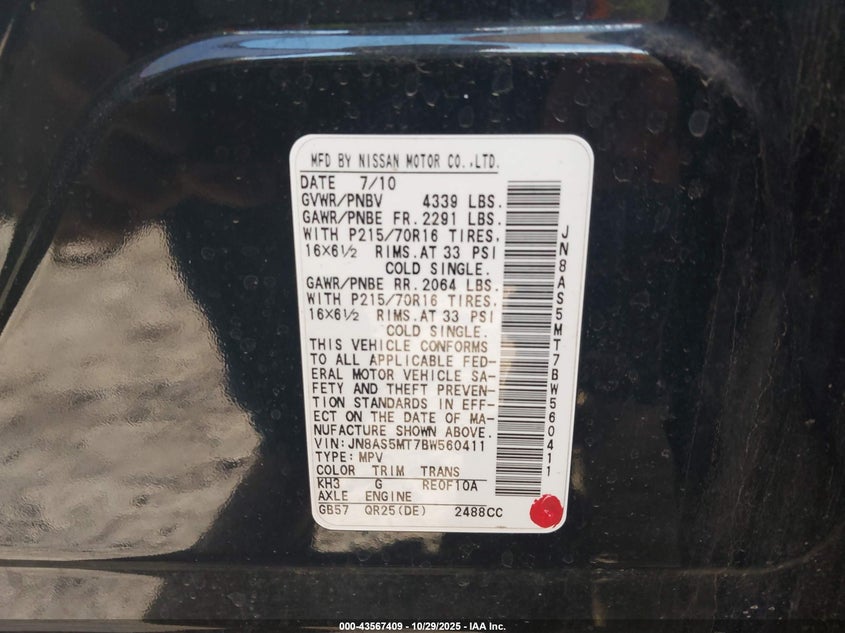 MFD BY NISSAN MOTOR CO.,LTD.
DATE 7/10
GVWR/PNBV 4339 LBS.
GAWR/PNBE FR. 2291 LBS.
WITH P215/70R16 TIRES,
16×6½ RIMS.AT 33 PSI
COLD SINGLE.
GAWR/PNBE RR. 2064 LBS.
WITH P215/70R16 TIRES,
16×6½ RIMS.AT 33 PSI
COLD SINGLE.
THIS VEHICLE CONFORMS
TO ALL APPLICABLE FED-
ERAL MOTOR VEHICLE SA-
FETY AND THEFT PREVEN-
TION STANDARDS IN EFF-
ECT ON THE DATE OF MA-
NUFACTURE SHOWN ABOVE.
VIN:JN8AS5MT7BW560411
TYPE:MPV
COLOR TRIM TRANS
KH3 G RE0F10A
AXLE ENGINE
GB57 QR25(DE) 2488CC
JN8AS5MT7BW560411
000-43567409 - 10/29/2025 - IAA Inc.